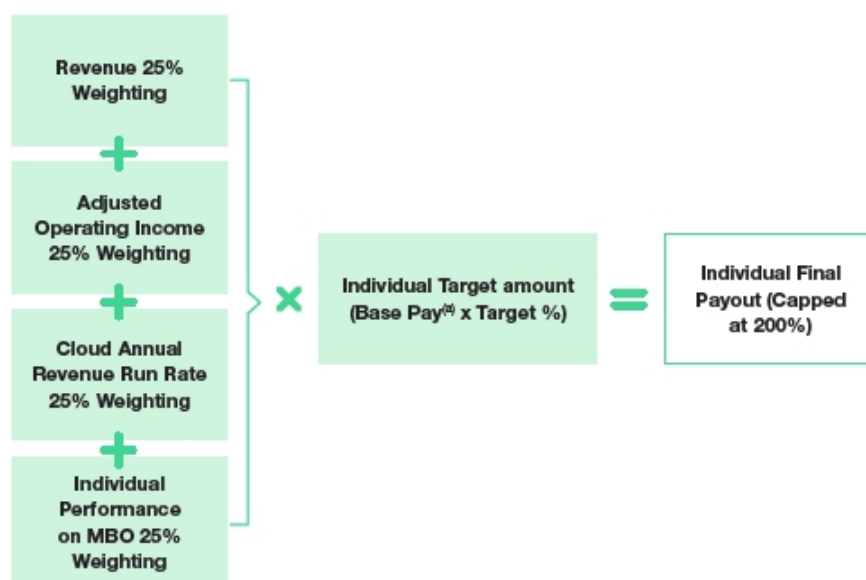 Revenue 25%
Weighting
+
Adjusted
Operating Income
25% Weighting
+
Cloud Annual
Revenue Run Rate
25% Weighting
+
Individual
Performance
on MBO 25%
Weighting
×
Individual Target amount
(Base Pay(a) x Target %)
=
Individual Final
Payout (Capped
at 200%)